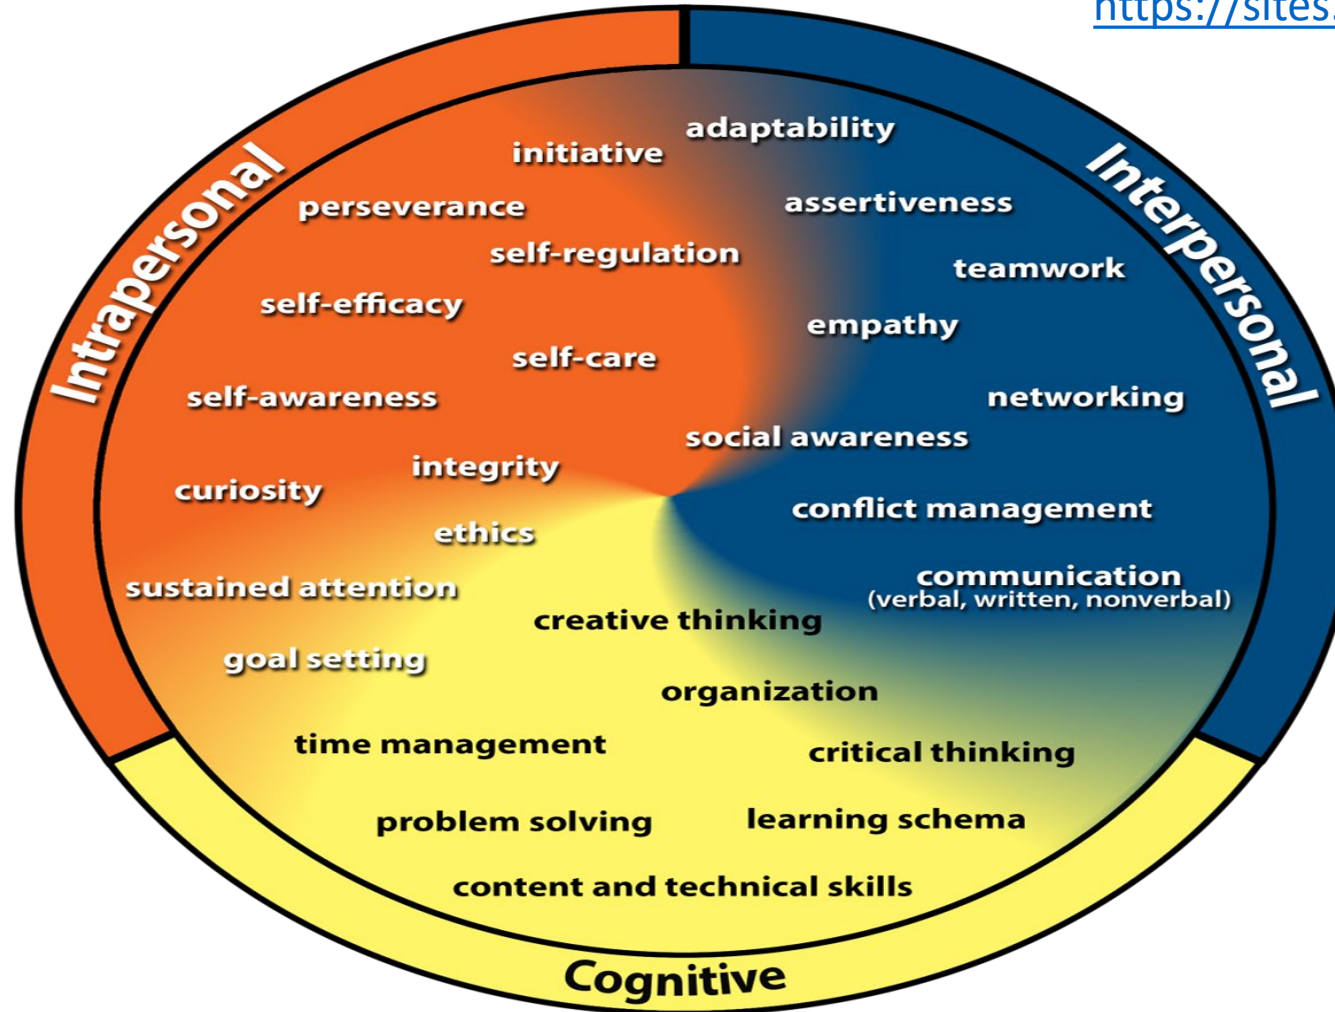 https://sites.
Intrapersonal
Interpersonal
adaptability
initiative
assertiveness
perseverance
self-regulation
teamwork
self-efficacy
empathy
self-care
self-awareness
networking
social awareness
integrity
curiosity
conflict management
ethics
communication
(verbal, written, nonverbal)
sustained attention
creative thinking
goal setting
organization
time management
critical thinking
problem solving
learning schema
content and technical skills
Cognitive